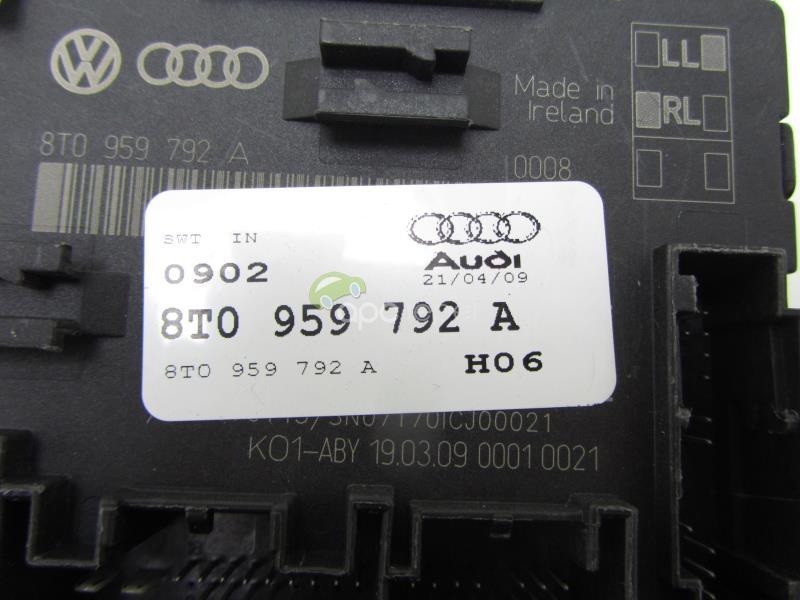 LL
Made in
Ireland
RL
8T0 959 792 A
0008
SWT IN
0902
Audi
21/04/09
8T0 959 792 A
8T0 959 792 A
H06
K01-ABY 19.03.09 0001 0021